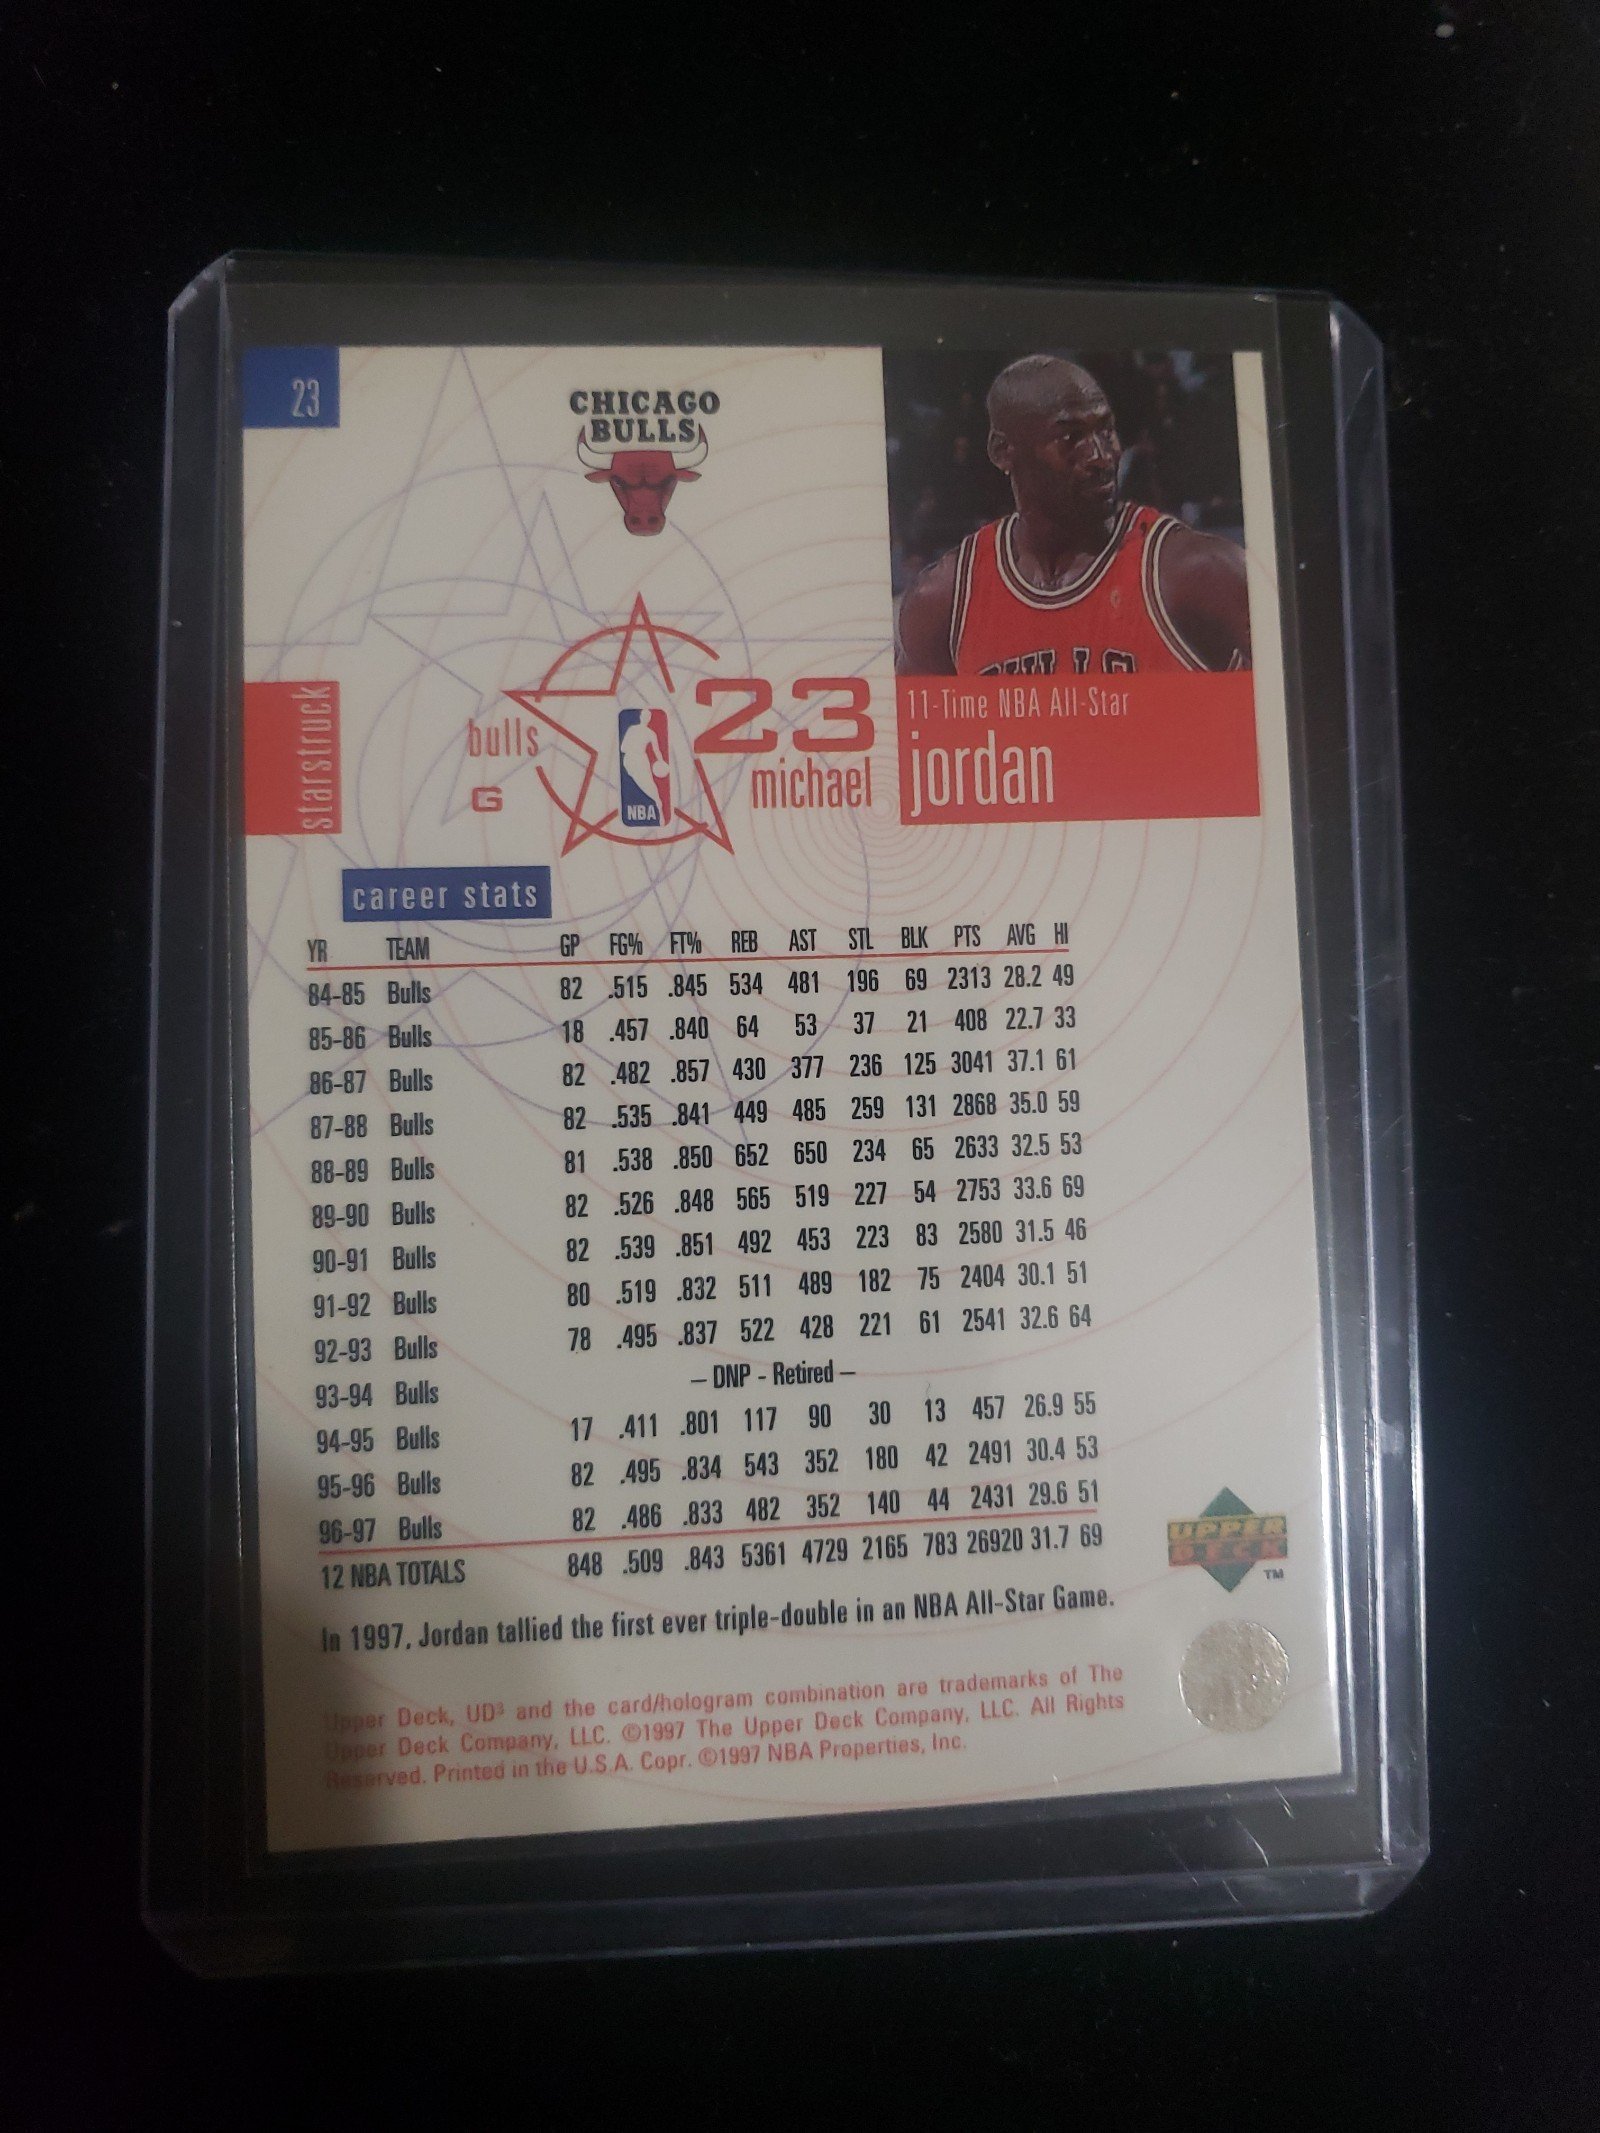 23
CHICAGO
BULLS
starstruck
bulls
G
NBA
23
michael
11-Time NBA All-Star
jordan
career stats
YR TEAM GP FG% FT% REB AST STL BLK PTS AVG HI
84-85 Bulls 82 .515 .845 534 481 196 69 2313 28.2 49
85-86 Bulls 18 .457 .840 64 53 37 21 408 22.7 33
86-87 Bulls 82 .482 .857 430 377 236 125 3041 37.1 61
87-88 Bulls 82 .535 .841 449 485 259 131 2868 35.0 59
88-89 Bulls 81 .538 .850 652 650 234 65 2633 32.5 53
89-90 Bulls 82 .526 .848 565 519 227 54 2753 33.6 69
90-91 Bulls 82 .539 .851 492 453 223 83 2580 31.5 46
91-92 Bulls 80 .519 .832 511 489 182 75 2404 30.1 51
92-93 Bulls 78 .495 .837 522 428 221 61 2541 32.6 64
93-94 Bulls – DNP - Retired –
94-95 Bulls 17 .411 .801 117 90 30 13 457 26.9 55
95-96 Bulls 82 .495 .834 543 352 180 42 2491 30.4 53
96-97 Bulls 82 .486 .833 482 352 140 44 2431 29.6 51
12 NBA TOTALS 848 .509 .843 5361 4729 2165 783 26920 31.7 69
In 1997, Jordan tallied the first ever triple-double in an NBA All-Star Game.
UPPER
DECK
TM
Upper Deck, UD³ and the card/hologram combination are trademarks of The
Upper Deck Company, LLC. ©1997 The Upper Deck Company, LLC. All Rights
Reserved. Printed in the U.S.A. Copr. ©1997 NBA Properties, Inc.